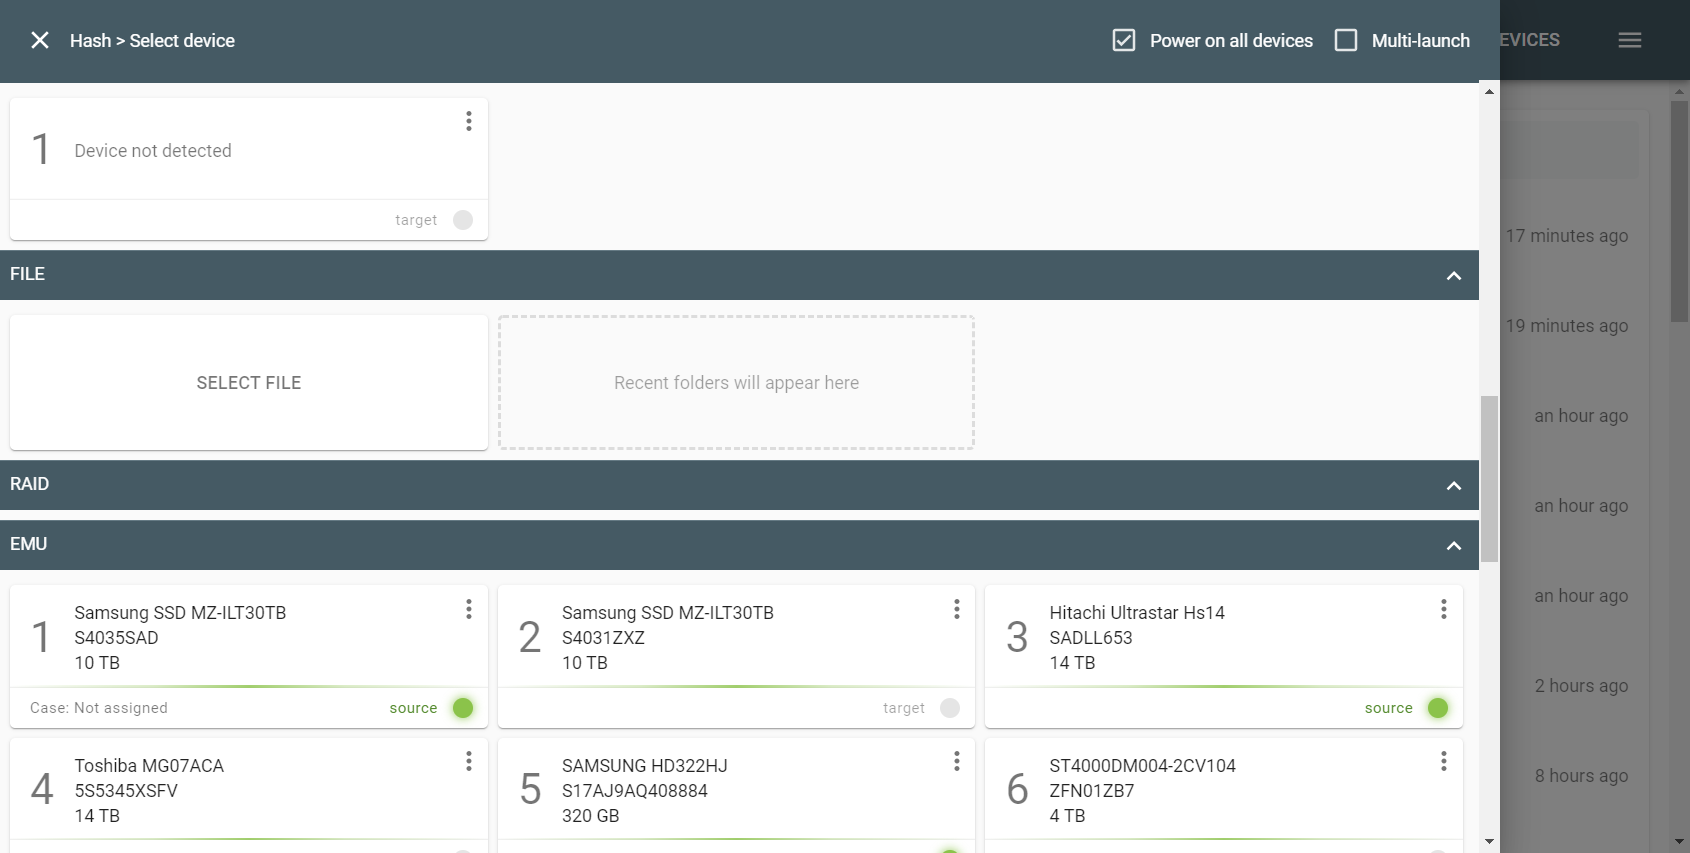 Hash > Select device
Power on all devices
Multi-launch
EVICES
1
Device not detected
target
FILE
SELECT FILE
Recent folders will appear here
RAID
EMU
1
Samsung SSD MZ-ILT30TB
S4035SAD
10 TB
Case: Not assigned
source
2
Samsung SSD MZ-ILT30TB
S4031ZXZ
10 TB
target
3
Hitachi Ultrastar Hs14
SADLL653
14 TB
source
4
Toshiba MG07ACA
5S5345XSFV
14 TB
5
SAMSUNG HD322HJ
S17AJ9AQ408884
320 GB
6
ST4000DM004-2CV104
ZFN01ZB7
4 TB
17 minutes ago
19 minutes ago
an hour ago
an hour ago
an hour ago
2 hours ago
8 hours ago